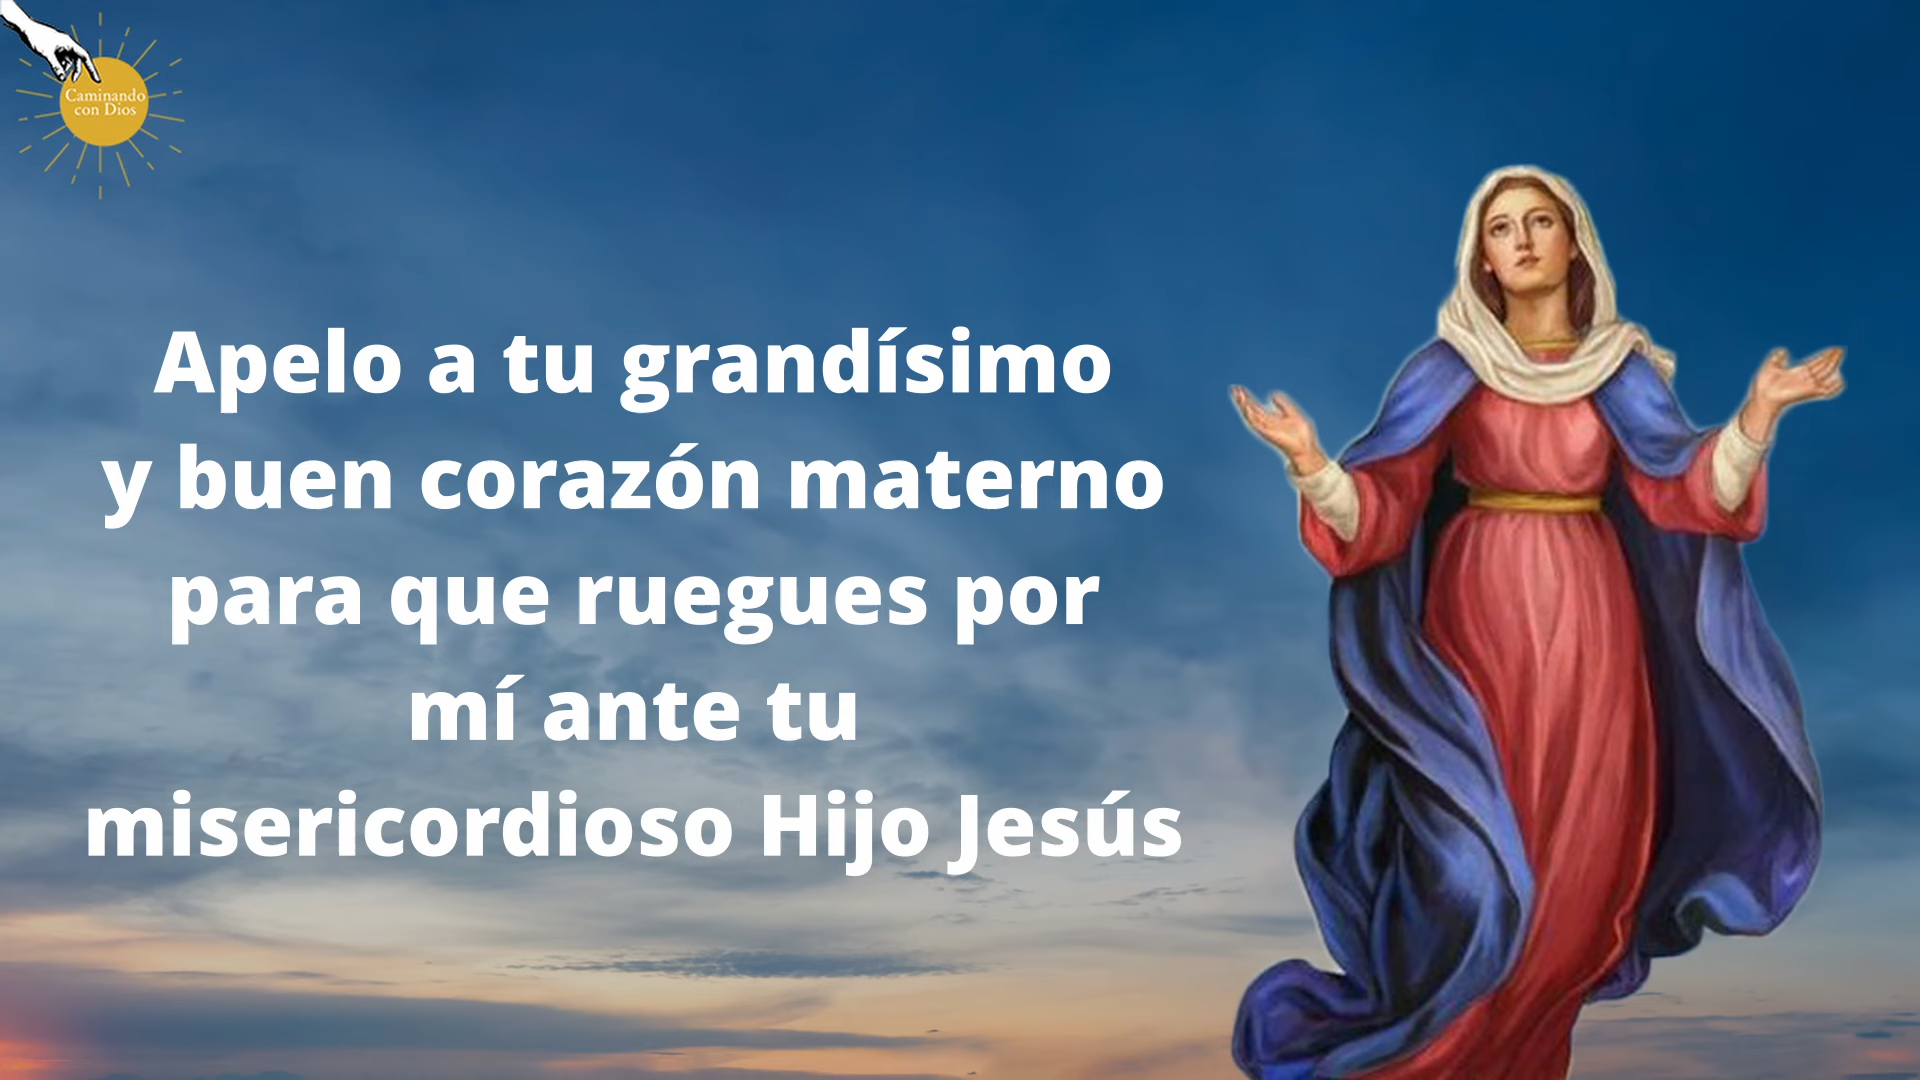 Caminando
con Dios
Apelo a tu grandísimo
y buen corazón materno
para que ruegues por
mí ante tu
misericordioso Hijo Jesús